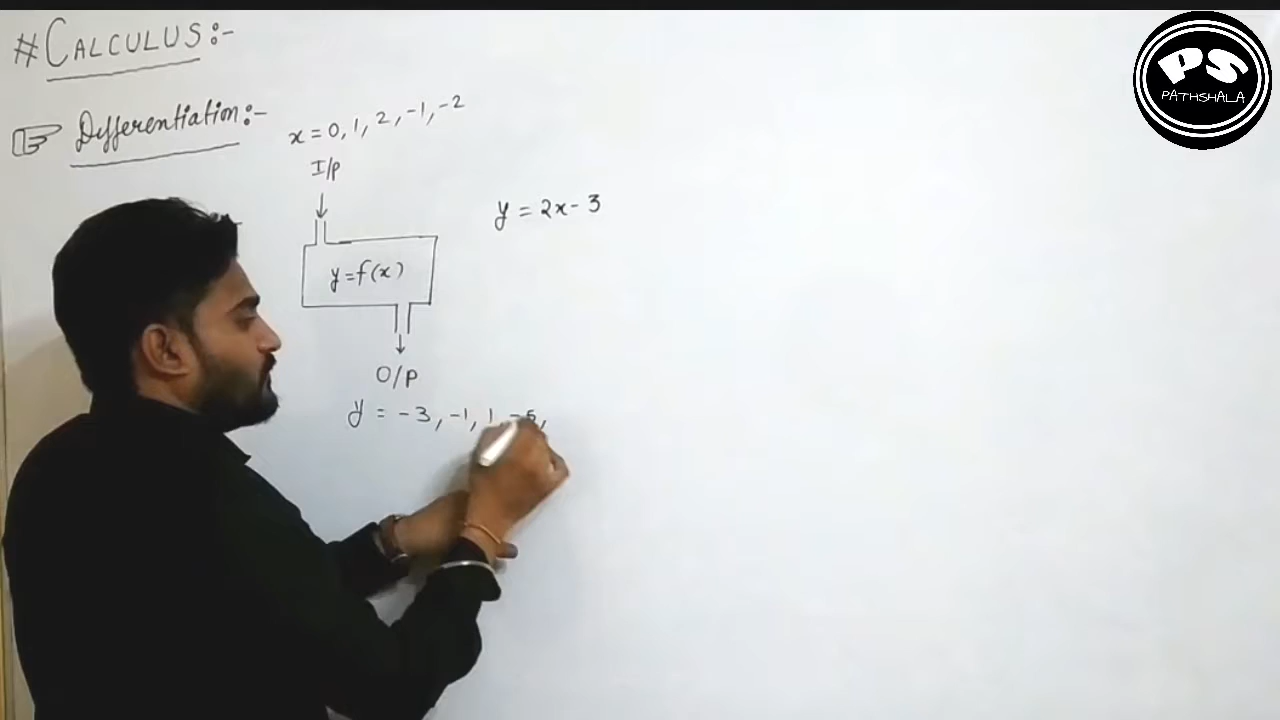 #CALCULUS:-
Differentiation:-
x = 0, 1, 2, -1, -2
I/p
y = 2x - 3
y = f(x)
O/P
y = -3, -1, 1, -5,
PS
PATHSHALA